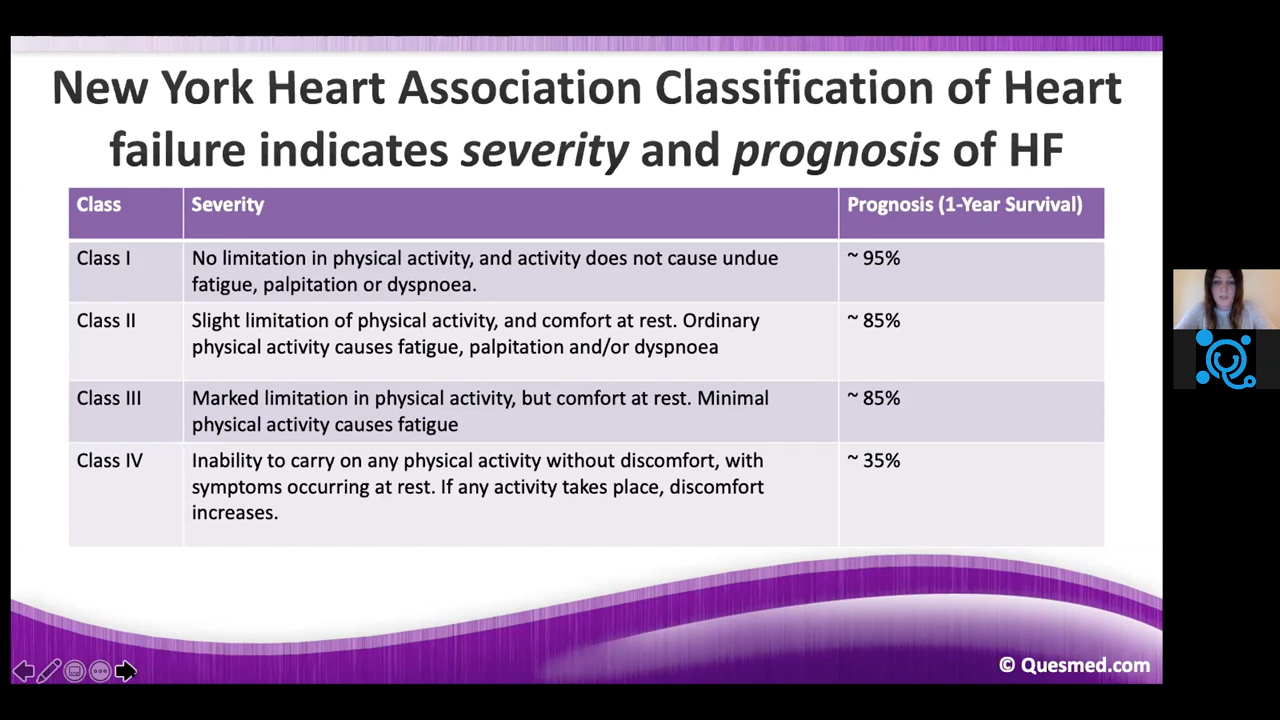 New York Heart Association Classification of Heart
failure indicates severity and prognosis of HF
Class Severity Prognosis (1-Year Survival)
Class I No limitation in physical activity, and activity does not cause undue ~ 95%
fatigue, palpitation or dyspnoea.
Class II Slight limitation of physical activity, and comfort at rest. Ordinary ~ 85%
physical activity causes fatigue, palpitation and/or dyspnoea
Class III Marked limitation in physical activity, but comfort at rest. Minimal ~ 85%
physical activity causes fatigue
Class IV Inability to carry on any physical activity without discomfort, with ~ 35%
symptoms occurring at rest. If any activity takes place, discomfort
increases.
© Quesmed.com